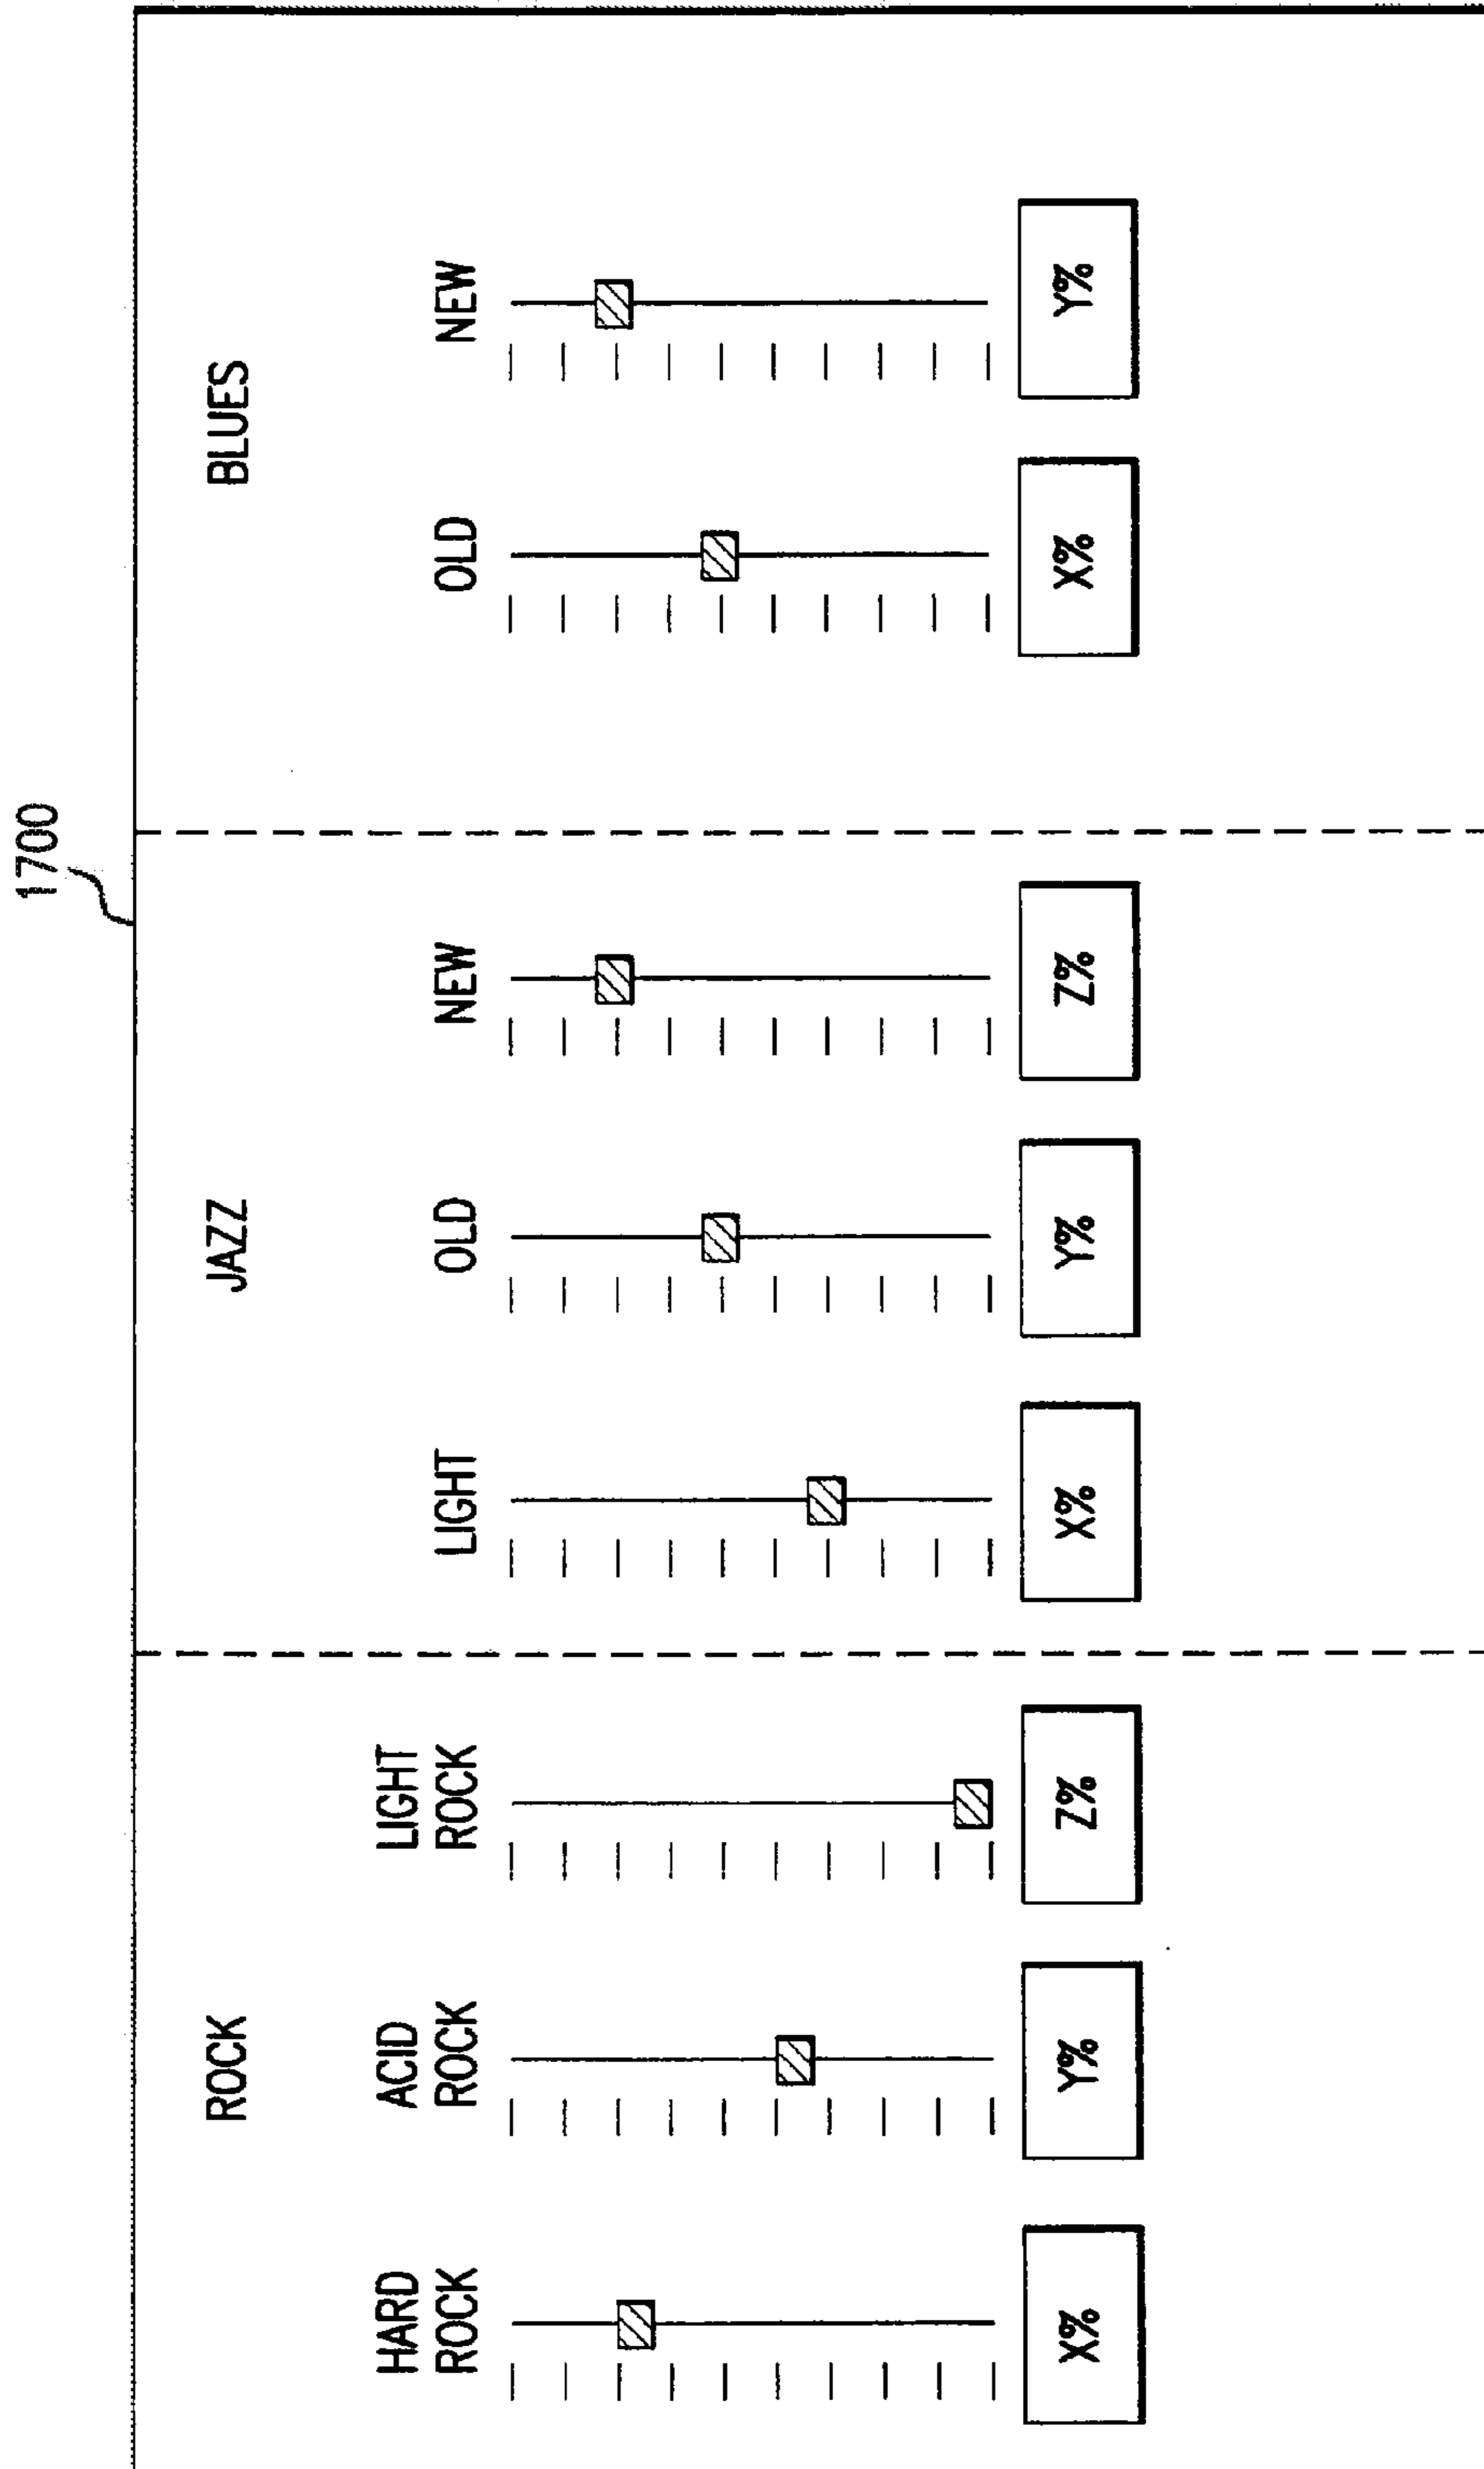 1700
ROCK
HARD
ROCK
ACID
ROCK
LIGHT
ROCK
X%
Y%
Z%
JAZZ
LIGHT
OLD
NEW
X%
Y%
Z%
BLUES
OLD
NEW
X%
Y%